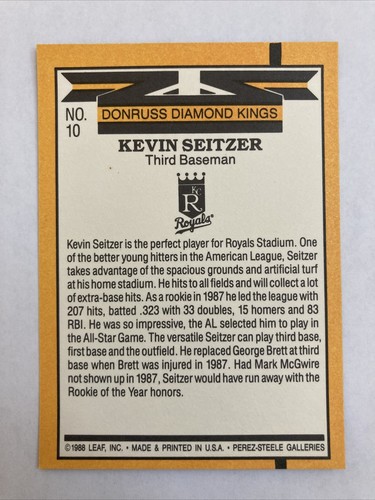 NO.
10
DONRUSS DIAMOND KINGS
KEVIN SEITZER
Third Baseman
KC
R
Royals
Kevin Seitzer is the perfect player for Royals Stadium. One
of the better young hitters in the American League, Seitzer
takes advantage of the spacious grounds and artificial turf
at his home stadium. He hits to all fields and will collect a lot
of extra-base hits. As a rookie in 1987 he led the league with
207 hits, batted .323 with 33 doubles, 15 homers and 83
RBI. He was so impressive, the AL selected him to play in
the All-Star Game. The versatile Seitzer can play third base,
first base and the outfield. He replaced George Brett at third
base when Brett was injured in 1987. Had Mark McGwire
not shown up in 1987, Seitzer would have run away with the
Rookie of the Year honors.
©1988 LEAF, INC. • MADE & PRINTED IN U.S.A. • PEREZ-STEELE GALLERIES